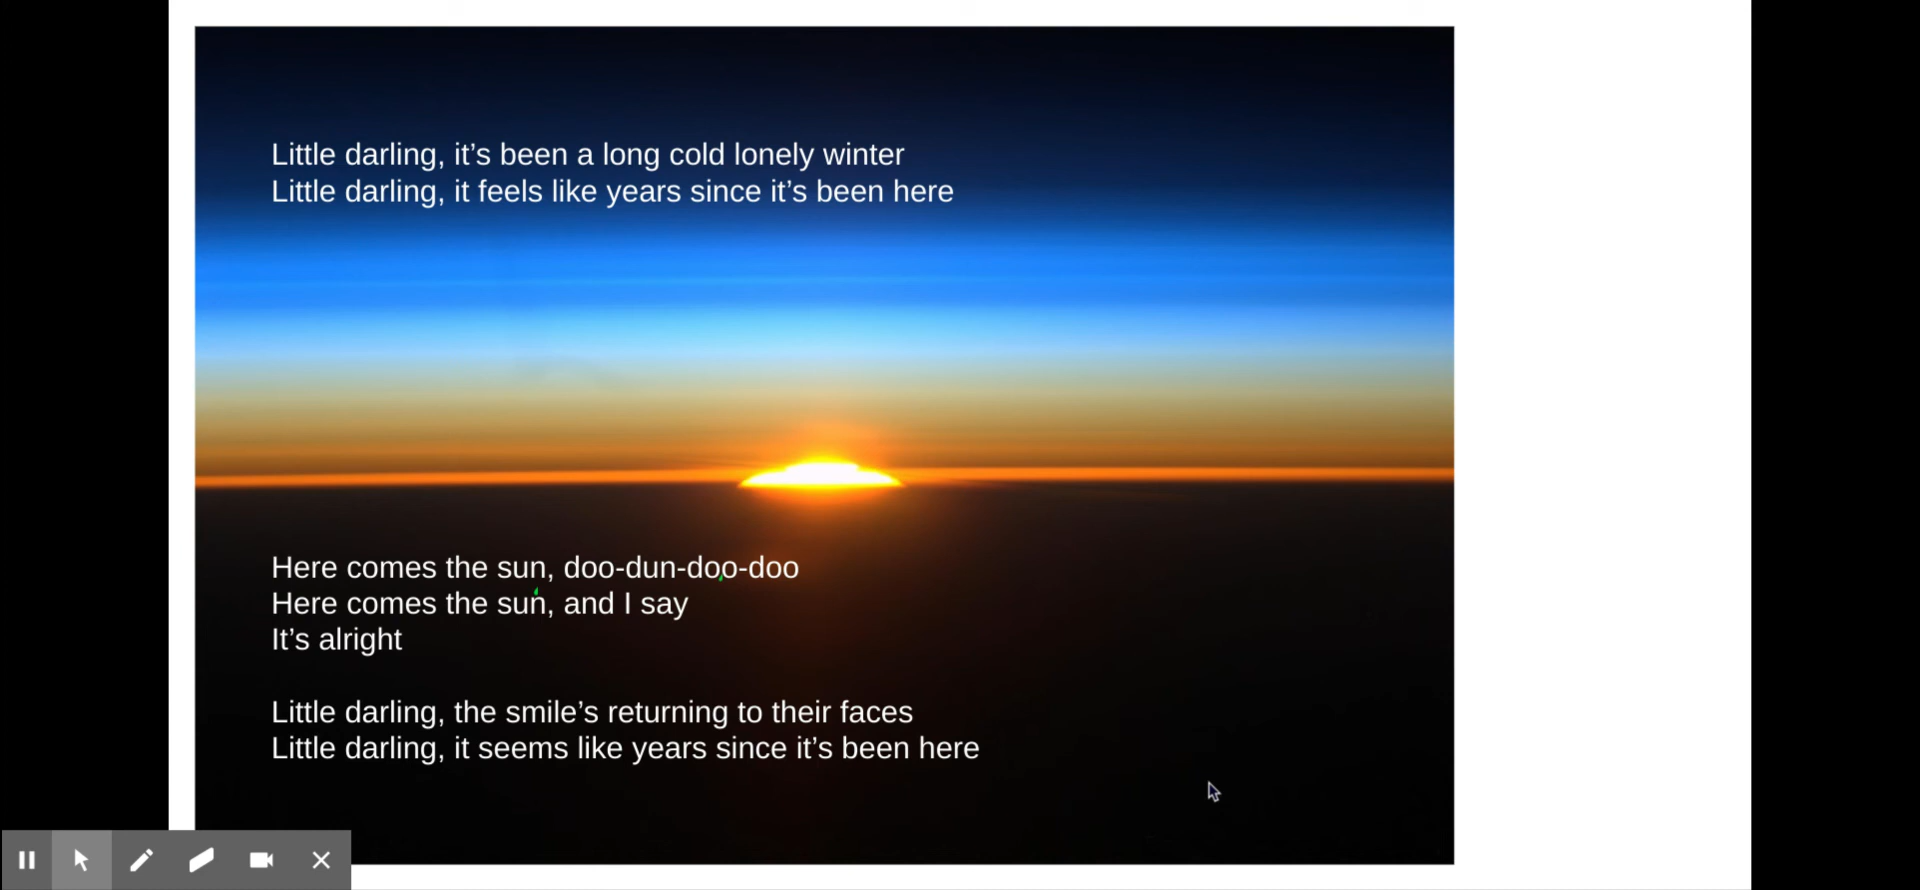 Little darling, it’s been a long cold lonely winter
Little darling, it feels like years since it’s been here
Here comes the sun, doo-dun-doo-doo
Here comes the sun, and I say
It’s alright
Little darling, the smile’s returning to their faces
Little darling, it seems like years since it’s been here